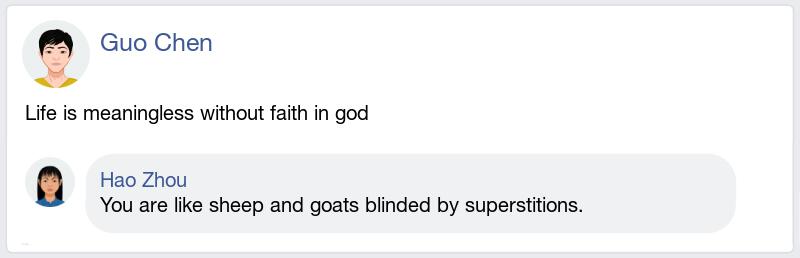 Guo Chen
Life is meaningless without faith in god
Hao Zhou
You are like sheep and goats blinded by superstitions.